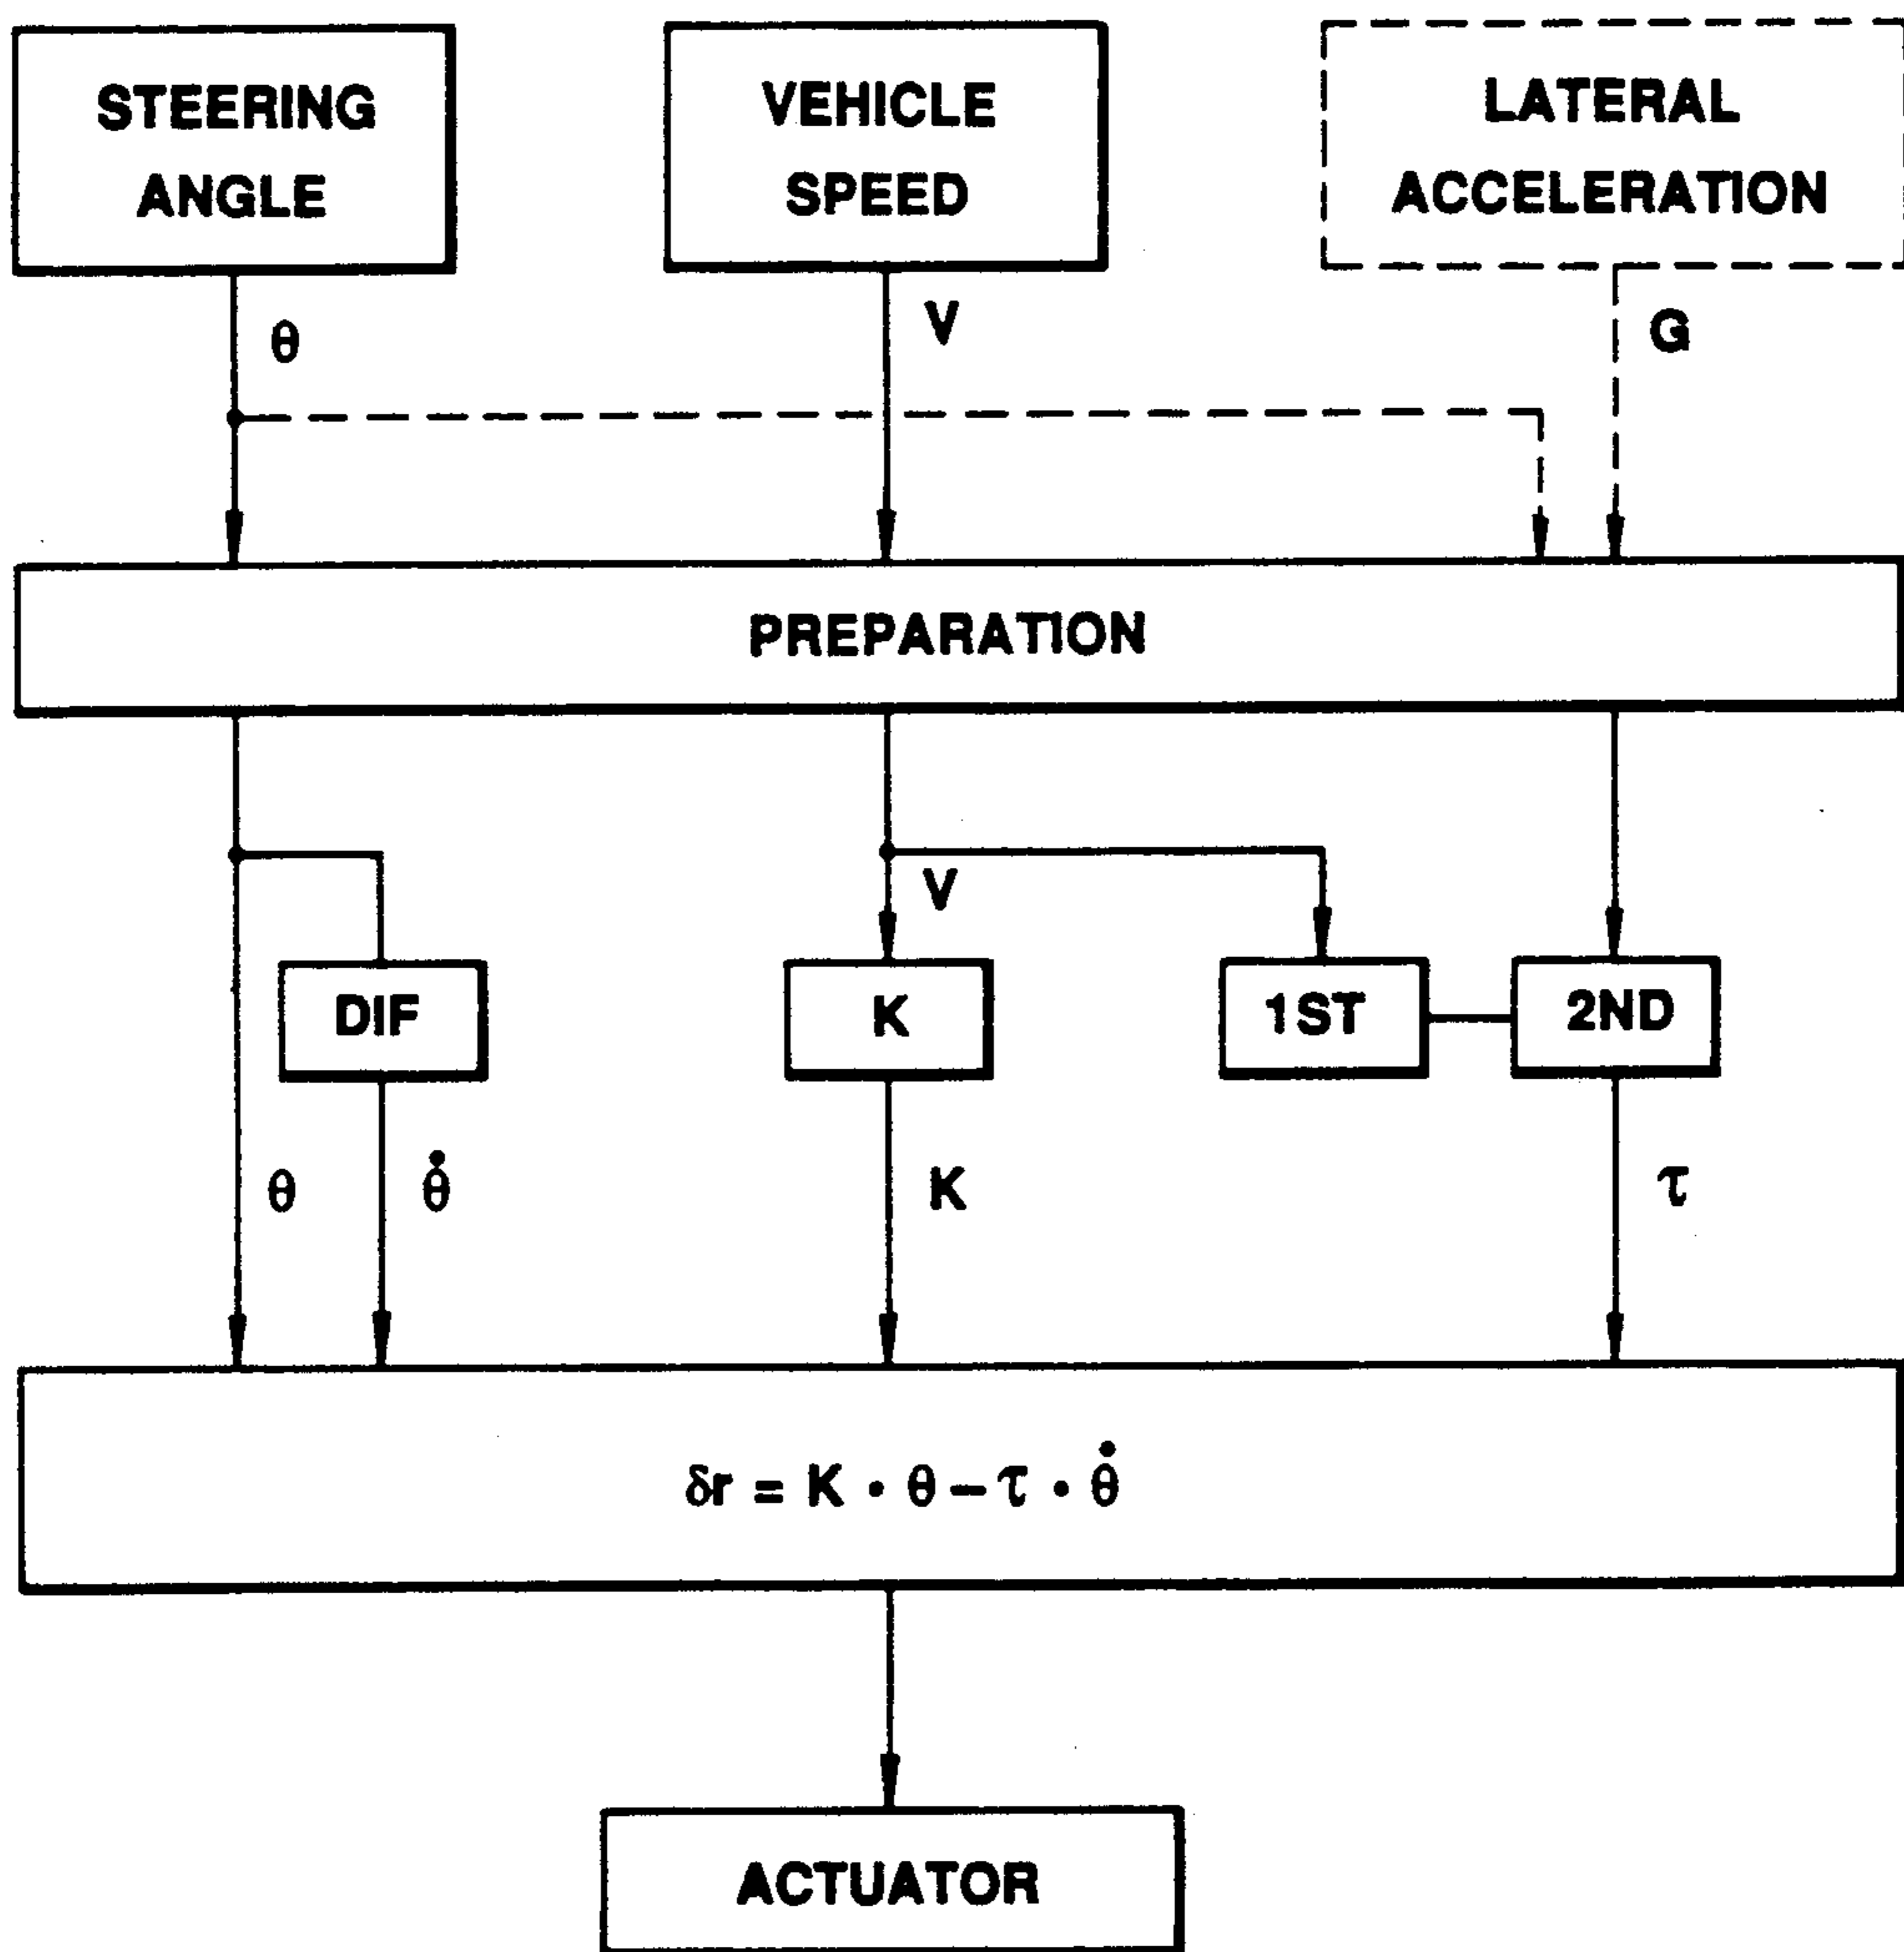 STEERING
ANGLE
VEHICLE
SPEED
LATERAL
ACCELERATION
θ
V
G
PREPARATION
V
DIF
K
1ST
2ND
θ
θ̇
K
τ
δr = K • θ – τ • θ̇
ACTUATOR